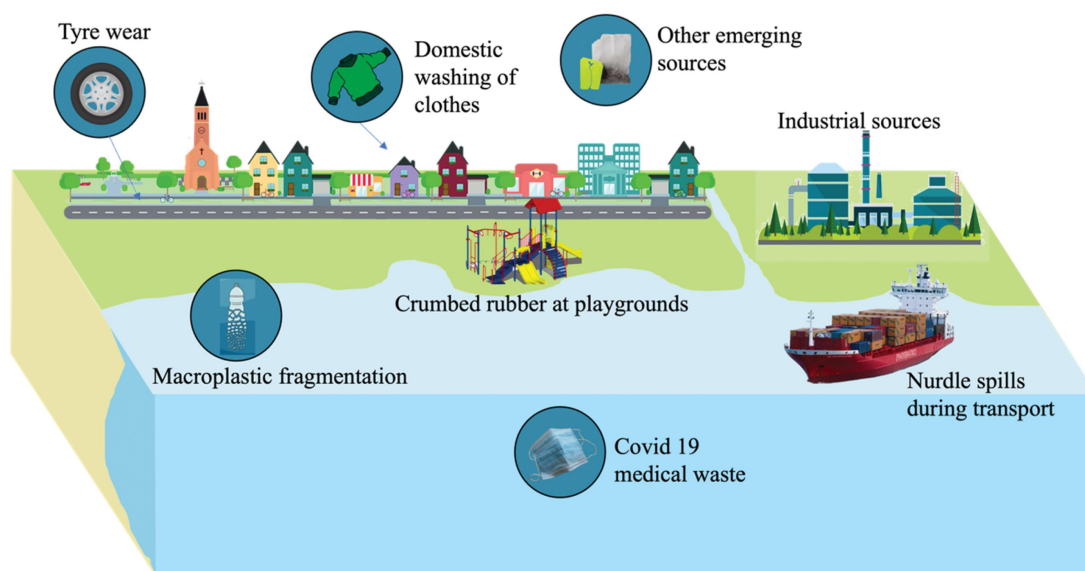 Tyre wear
Domestic
washing of
clothes
Other emerging
sources
Industrial sources
Crumbed rubber at playgrounds
Macroplastic fragmentation
Nurdle spills
during transport
Covid 19
medical waste